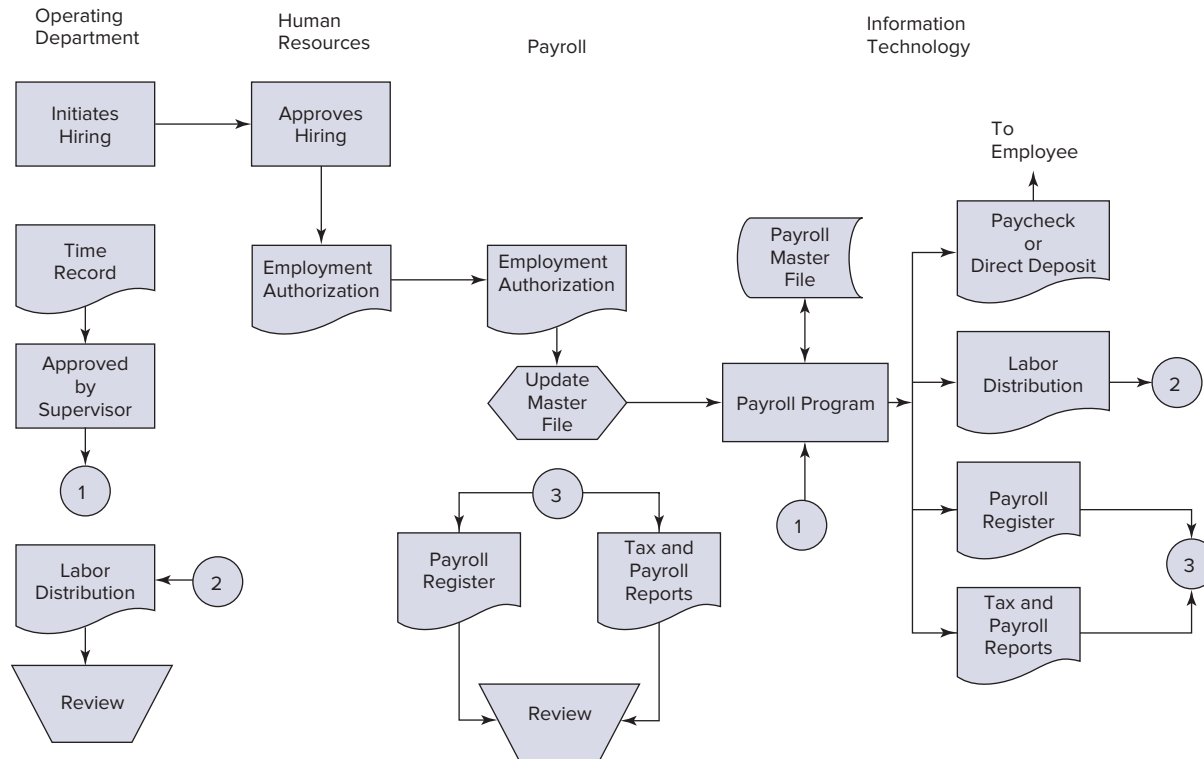 Operating
Department
Human
Resources
Payroll
Information
Technology
Initiates
Hiring
Approves
Hiring
To
Employee
Time
Record
Employment
Authorization
Employment
Authorization
Payroll
Master
File
Paycheck
or
Direct Deposit
Approved
by
Supervisor
Update
Master
File
Payroll Program
Labor
Distribution
2
1
3
1
Payroll
Register
Tax and
Payroll
Reports
Payroll
Register
3
Labor
Distribution
2
Tax and
Payroll
Reports
Review
Review